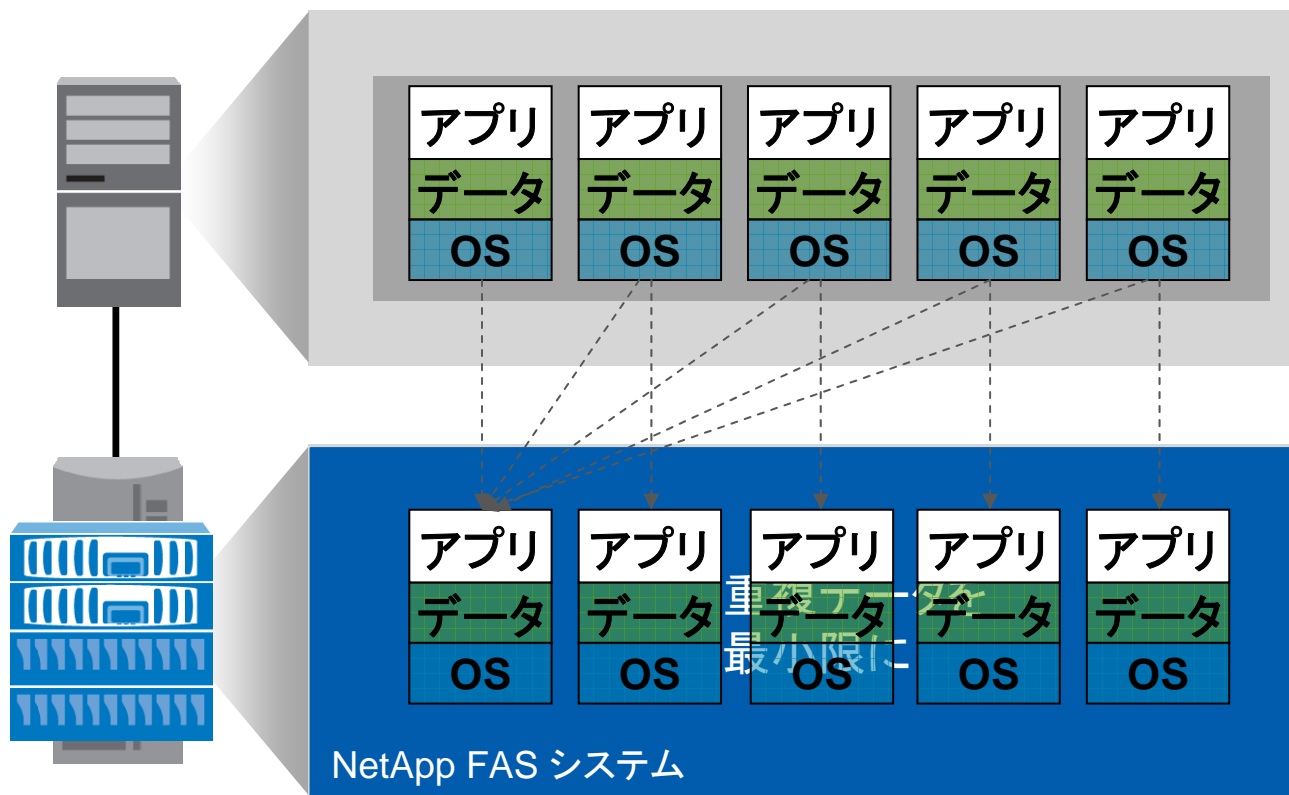 アプリ アプリ アプリ アプリ アプリ
データ データ データ データ データ
OS OS OS OS OS
アプリ アプリ アプリ アプリ アプリ
データ データ データ データ データ
OS OS OS OS OS
重複データを
最小限に
NetApp FAS システム